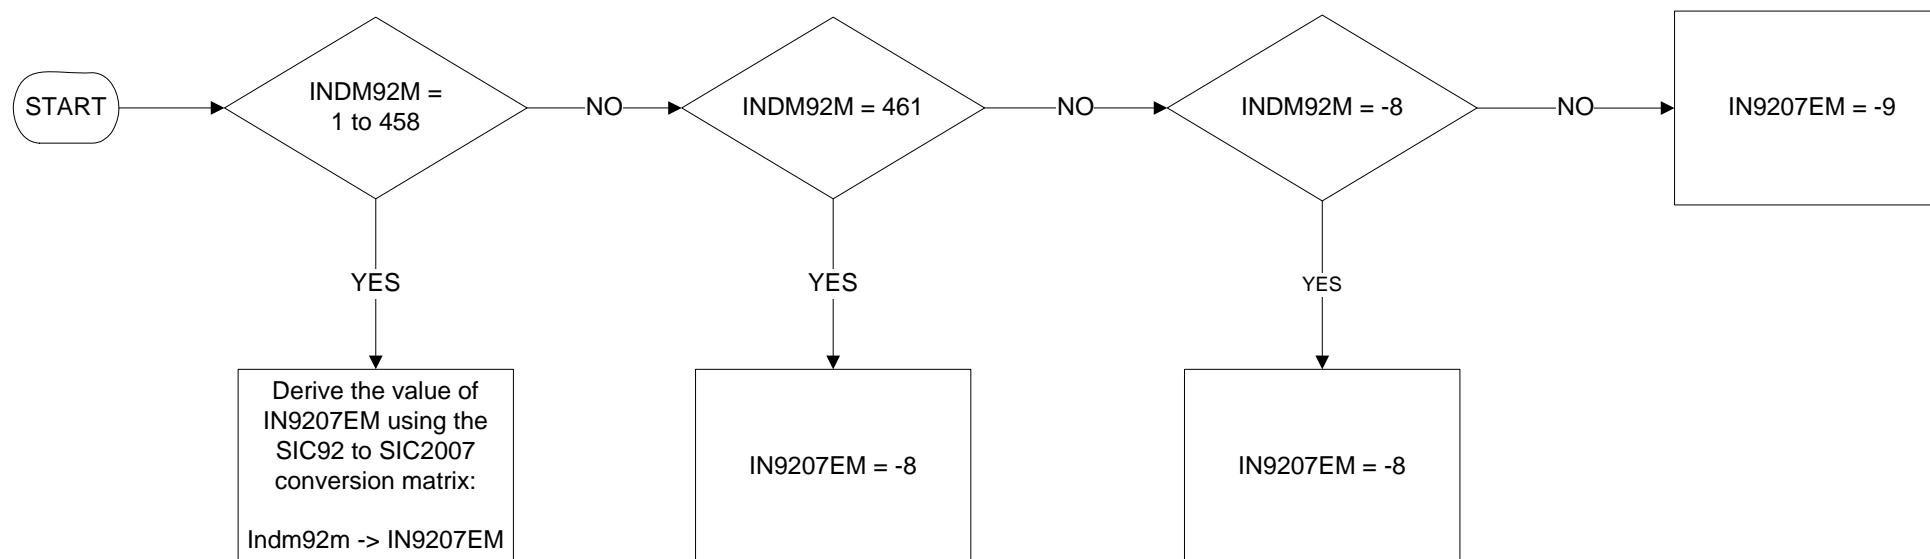 START
INDM92M =
1 to 458
NO
INDM92M = 461
NO
INDM92M = -8
NO
IN9207EM = -9
YES
YES
YES
Derive the value of
IN9207EM using the
SIC92 to SIC2007
conversion matrix:
Indm92m -> IN9207EM
IN9207EM = -8
IN9207EM = -8